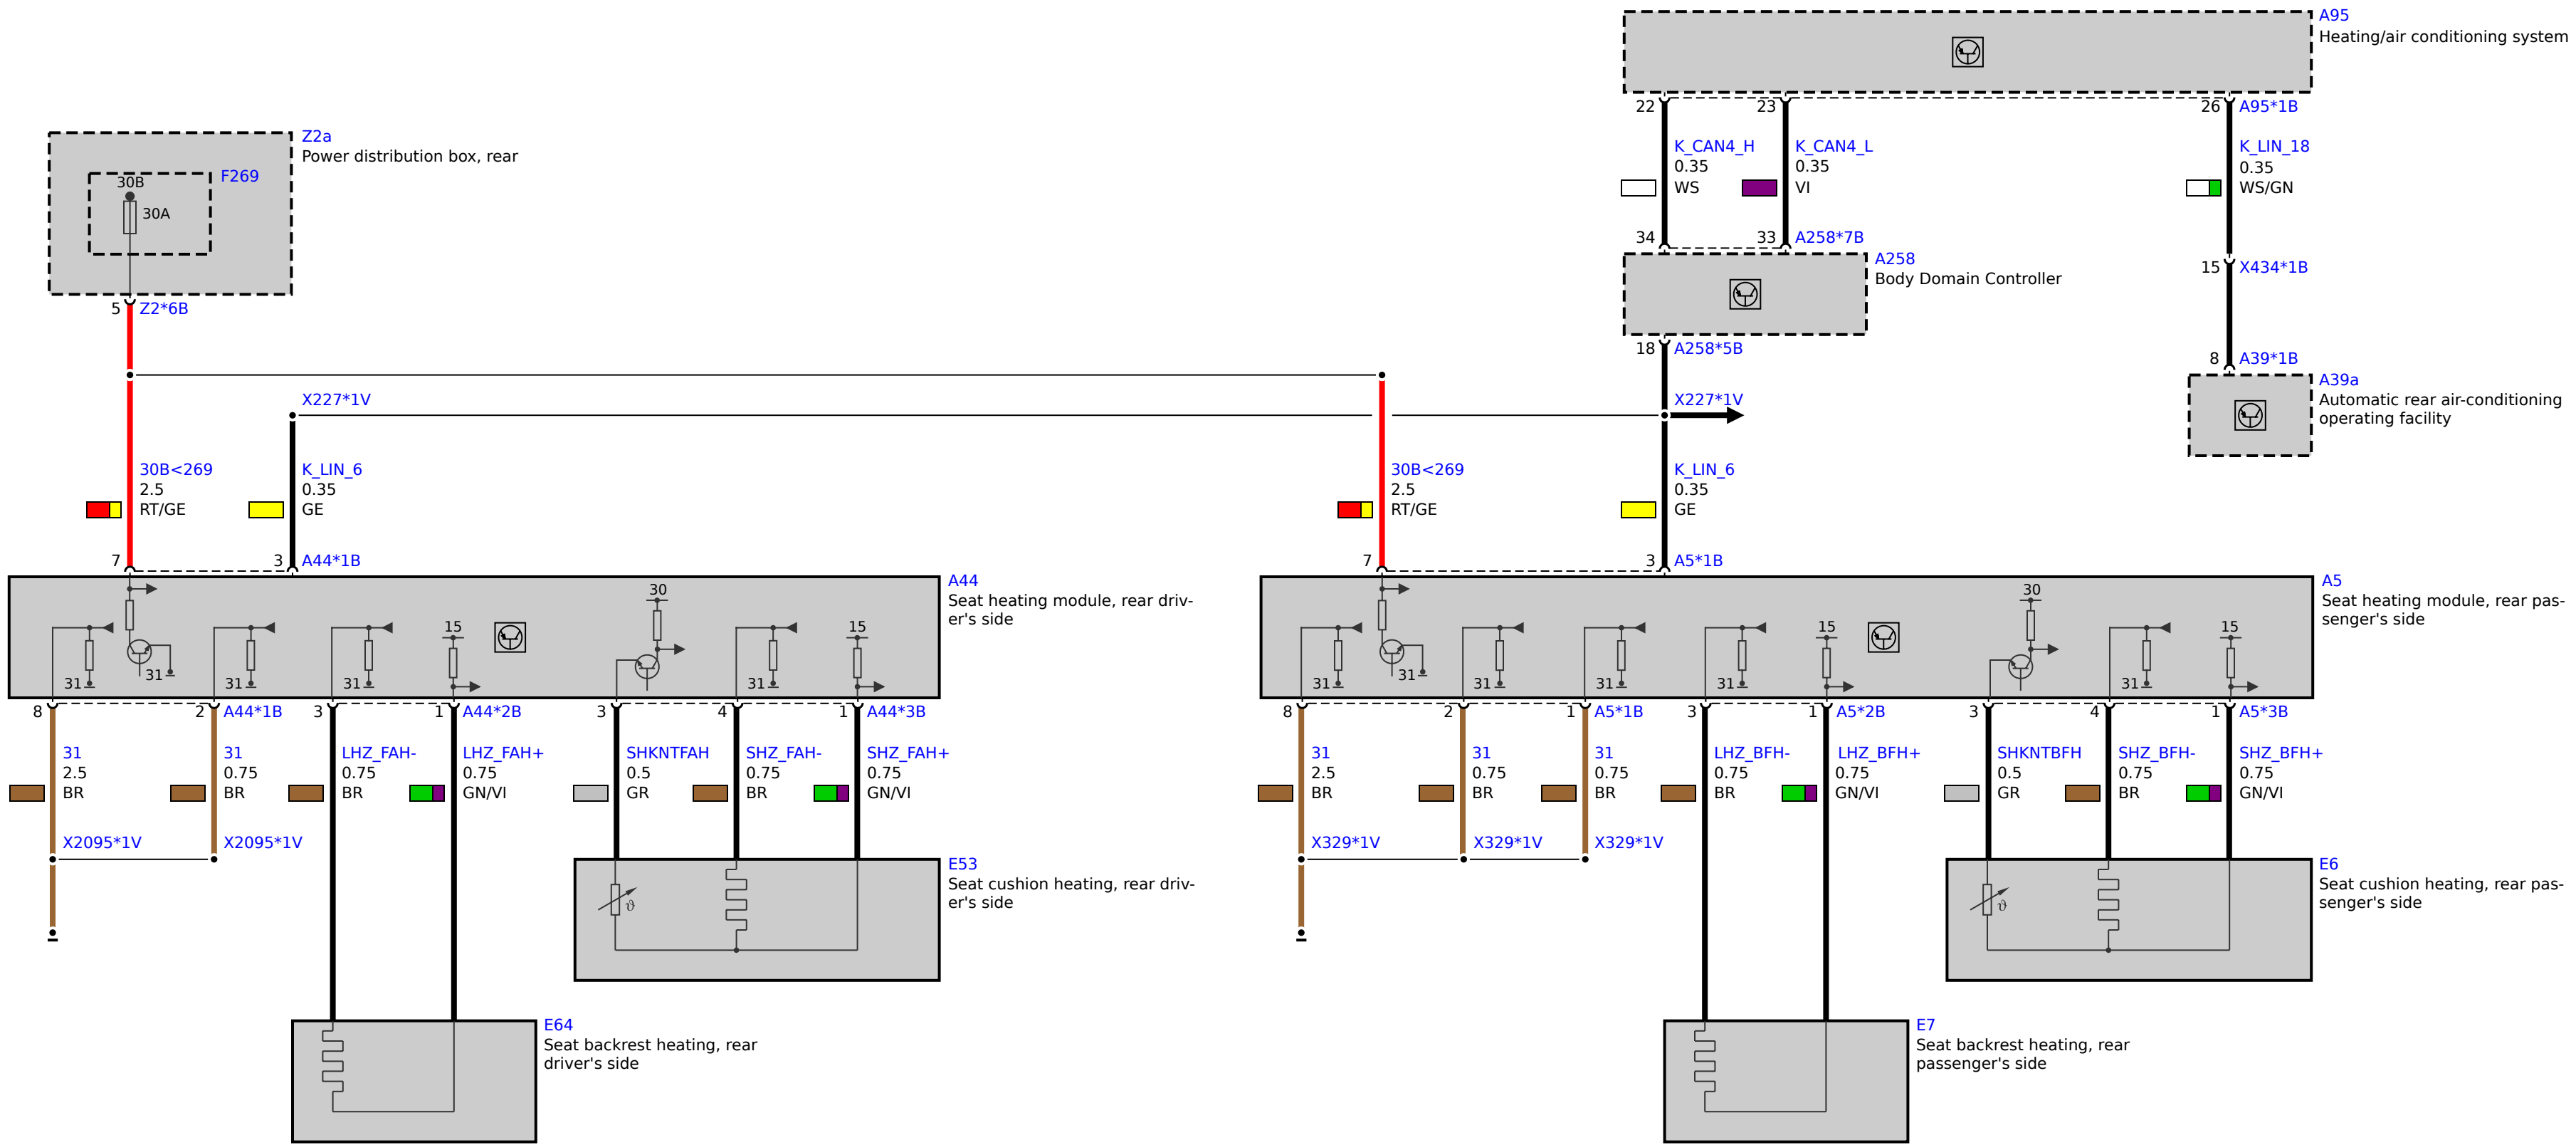 A95
Heating/air conditioning system
22
23
26
A95*1B
K_CAN4_H
0.35
WS
K_CAN4_L
0.35
VI
K_LIN_18
0.35
WS/GN
Z2a
Power distribution box, rear
F269
30B
30A
5
Z2*6B
34
33
A258*7B
A258
Body Domain Controller
15
X434*1B
18
A258*5B
8
A39*1B
A39a
Automatic rear air-conditioning
operating facility
X227*1V
X227*1V
30B<269
2.5
RT/GE
K_LIN_6
0.35
GE
30B<269
2.5
RT/GE
K_LIN_6
0.35
GE
7
3
A44*1B
7
3
A5*1B
A44
Seat heating module, rear driv-
er's side
31
31
31
31
15
30
31
15
A5
Seat heating module, rear pas-
senger's side
31
31
31
31
31
15
30
31
15
8
2
A44*1B
3
1
A44*2B
3
4
1
A44*3B
8
2
1
A5*1B
3
1
A5*2B
3
4
1
A5*3B
31
2.5
BR
31
0.75
BR
LHZ_FAH-
0.75
BR
LHZ_FAH+
0.75
GN/VI
SHKNTFAH
0.5
GR
SHZ_FAH-
0.75
BR
SHZ_FAH+
0.75
GN/VI
31
2.5
BR
31
0.75
BR
31
0.75
BR
LHZ_BFH-
0.75
BR
LHZ_BFH+
0.75
GN/VI
SHKNTBFH
0.5
GR
SHZ_BFH-
0.75
BR
SHZ_BFH+
0.75
GN/VI
X2095*1V
X2095*1V
X329*1V
X329*1V
X329*1V
E53
Seat cushion heating, rear driv-
er's side
ϑ
E6
Seat cushion heating, rear pas-
senger's side
ϑ
E64
Seat backrest heating, rear
driver's side
E7
Seat backrest heating, rear
passenger's side